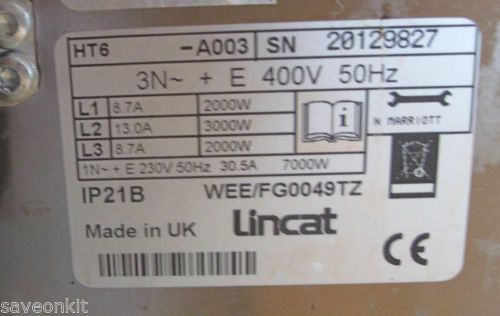 HT6 -A003 SN 20129827
3N~ + E 400V 50Hz
L1 8.7A 2000W
L2 13.0A 3000W
L3 8.7A 2000W
i
N MARRIOTT
1N~ + E 230V 50Hz 30.5A 7000W
IP21B WEE/FG0049TZ
Made in UK Lincat
CE
saveonkit saveonkit